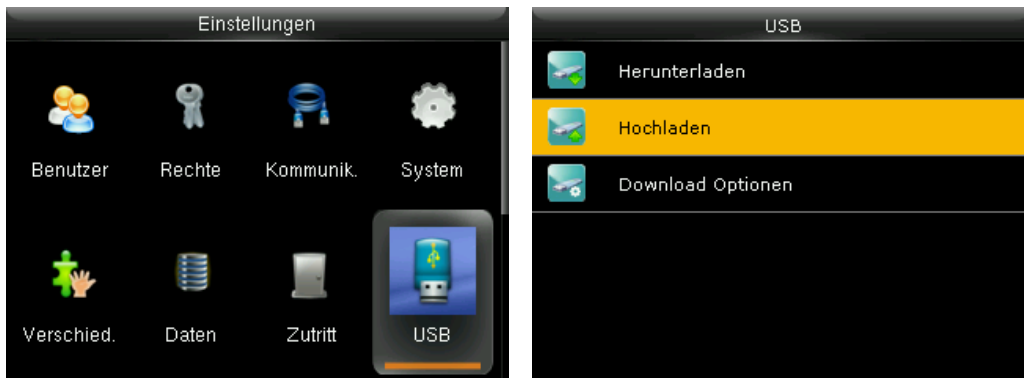 Einstellungen
Benutzer
Rechte
Kommunik.
System
Verschied.
Daten
Zutritt
USB
USB
Herunterladen
Hochladen
Download Optionen